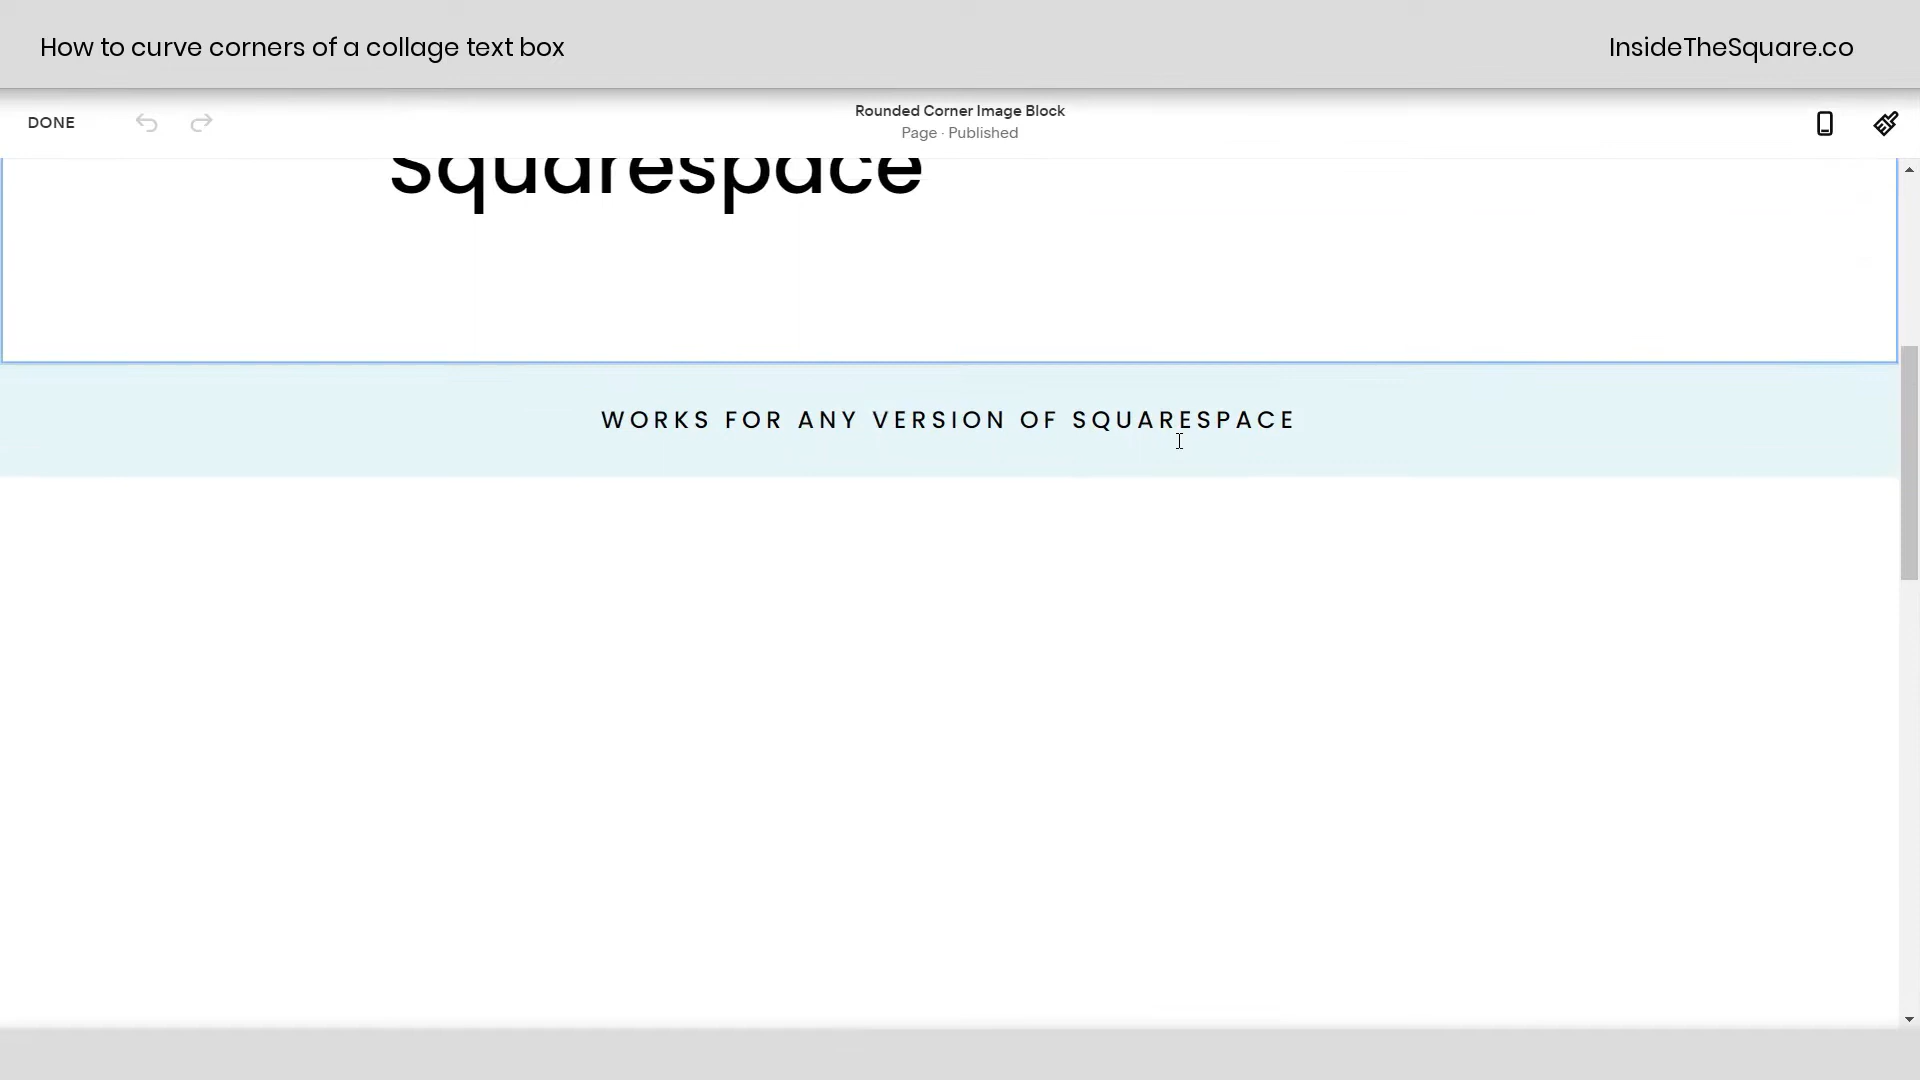 How to curve corners of a collage text box
InsideTheSquare.co
DONE
Rounded Corner Image Block
Page · Published
Squarespace
WORKS FOR ANY VERSION OF SQUARESPACE